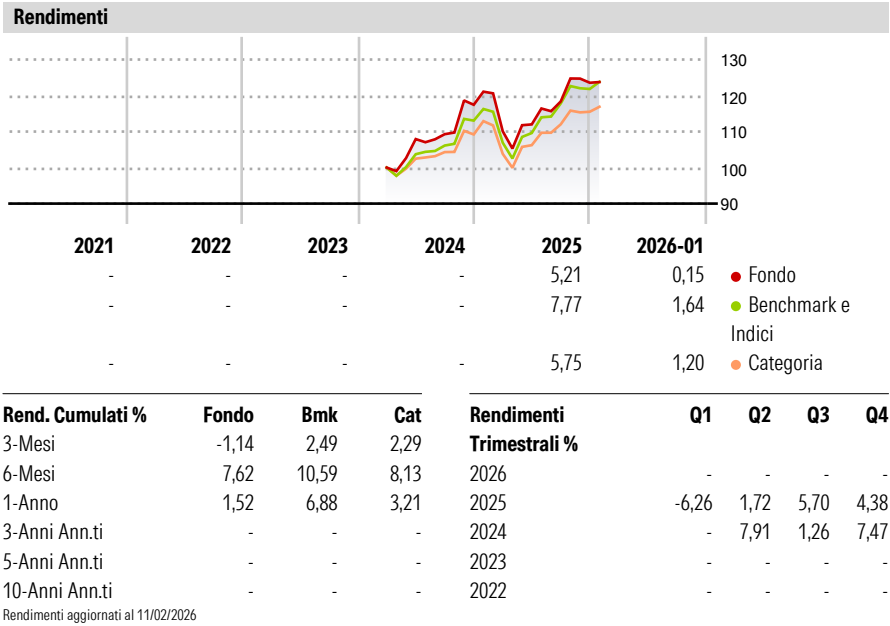 Rendimenti
130
120
110
100
90
2021 2022 2023 2024 2025 2026-01
- - - - 5,21 0,15 Fondo
- - - - 7,77 1,64 Benchmark e
Indici
- - - - 5,75 1,20 Categoria
Rend. Cumulati % Fondo Bmk Cat
3-Mesi -1,14 2,49 2,29
6-Mesi 7,62 10,59 8,13
1-Anno 1,52 6,88 3,21
3-Anni Ann.ti - - -
5-Anni Ann.ti - - -
10-Anni Ann.ti - - -
Rendimenti Q1 Q2 Q3 Q4
Trimestrali %
2026 - - - -
2025 -6,26 1,72 5,70 4,38
2024 - 7,91 1,26 7,47
2023 - - - -
2022 - - - -
Rendimenti aggiornati al 11/02/2026